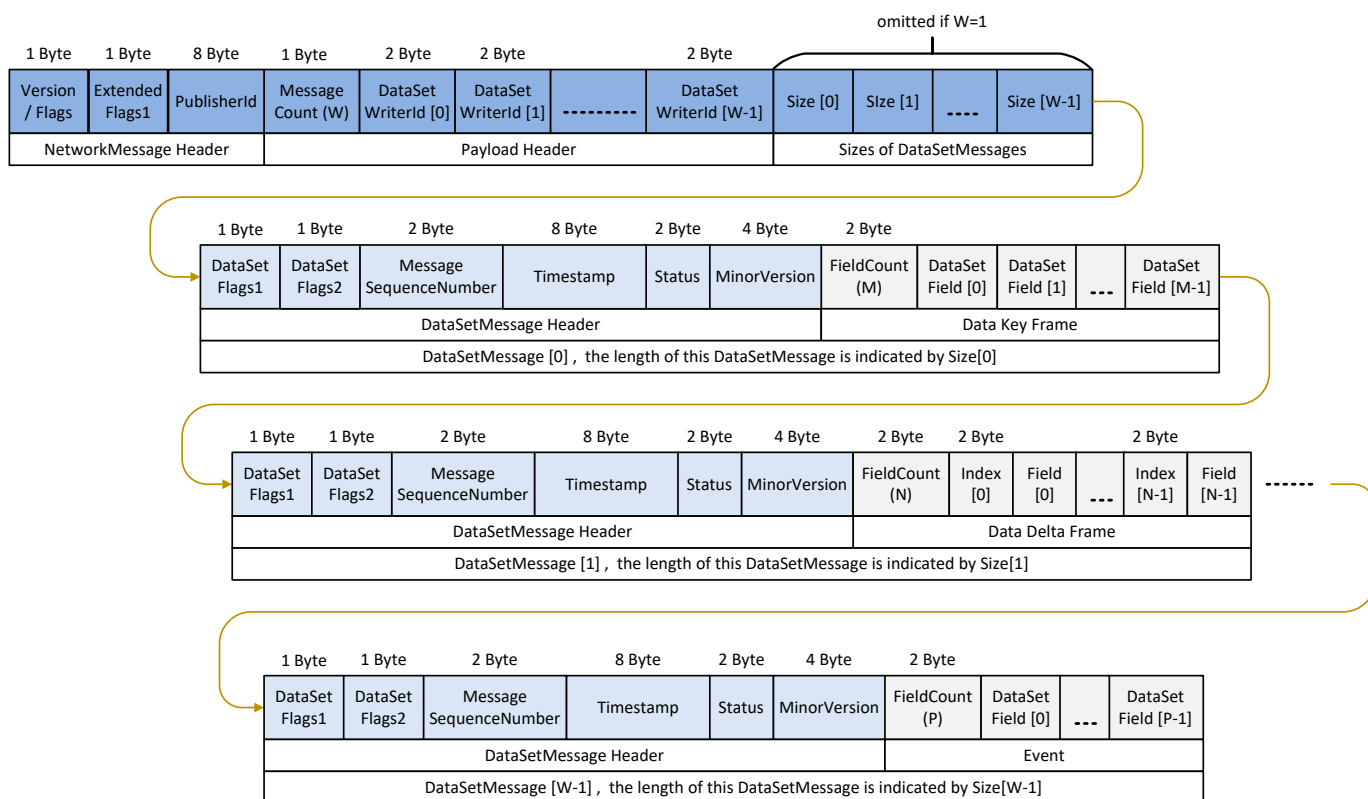 omitted if W=1
1 Byte 1 Byte 8 Byte 1 Byte 2 Byte 2 Byte 2 Byte
Version / Flags
Extended Flags1
PublisherId
Message Count (W)
DataSet WriterId [0]
DataSet WriterId [1]
---------
DataSet WriterId [W-1]
Size [0]
SIze [1]
----
Size [W-1]
NetworkMessage Header
Payload Header
Sizes of DataSetMessages
1 Byte 1 Byte 2 Byte 8 Byte 2 Byte 4 Byte 2 Byte
DataSet Flags1
DataSet Flags2
Message SequenceNumber
Timestamp
Status
MinorVersion
FieldCount (M)
DataSet Field [0]
DataSet Field [1]
---
DataSet Field [M-1]
DataSetMessage Header
Data Key Frame
DataSetMessage [0] , the length of this DataSetMessage is indicated by Size[0]
1 Byte 1 Byte 2 Byte 8 Byte 2 Byte 4 Byte 2 Byte 2 Byte 2 Byte
DataSet Flags1
DataSet Flags2
Message SequenceNumber
Timestamp
Status
MinorVersion
FieldCount (N)
Index [0]
Field [0]
---
Index [N-1]
Field [N-1]
------
DataSetMessage Header
Data Delta Frame
DataSetMessage [1] , the length of this DataSetMessage is indicated by Size[1]
1 Byte 1 Byte 2 Byte 8 Byte 2 Byte 4 Byte 2 Byte
DataSet Flags1
DataSet Flags2
Message SequenceNumber
Timestamp
Status
MinorVersion
FieldCount (P)
DataSet Field [0]
---
DataSet Field [P-1]
DataSetMessage Header
Event
DataSetMessage [W-1] , the length of this DataSetMessage is indicated by Size[W-1]